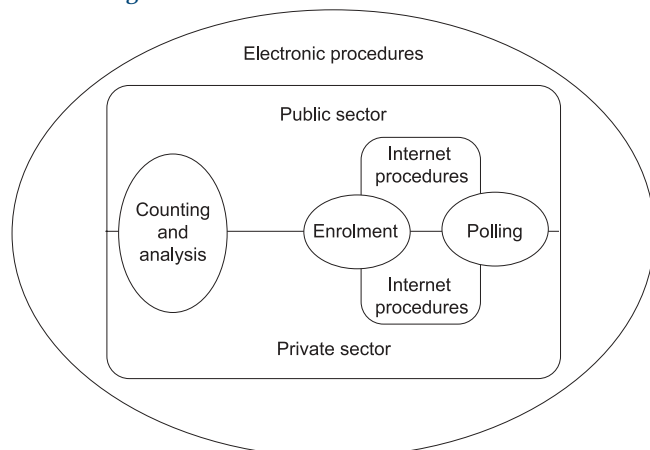 Electronic procedures
Public sector
Internet
procedures
Counting
and
analysis
Enrolment
Polling
Internet
procedures
Private sector